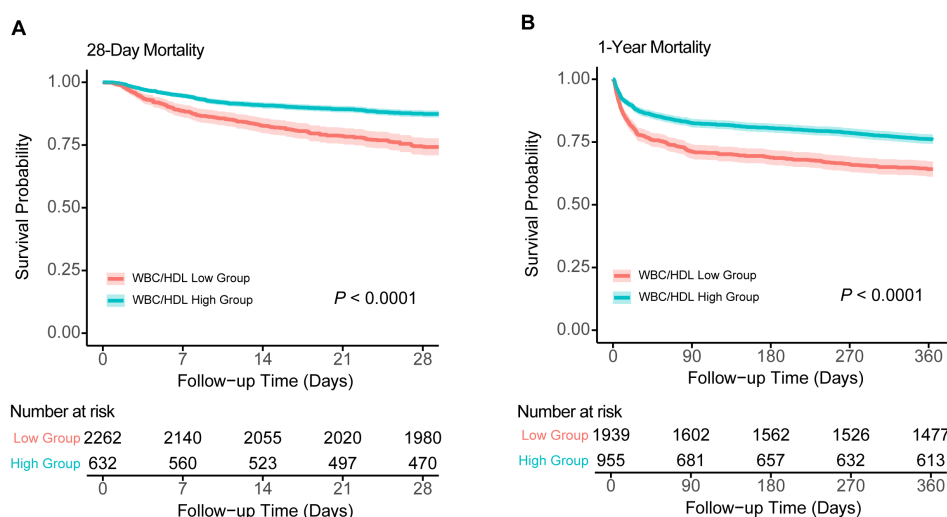 A
28-Day Mortality
1.00
0.75
0.50
0.25
0.00
Survival Probability
WBC/HDL Low Group
WBC/HDL High Group
P < 0.0001
0 7 14 21 28
Follow-up Time (Days)
Number at risk
Low Group 2262 2140 2055 2020 1980
High Group 632 560 523 497 470
0 7 14 21 28
Follow-up Time (Days)
B
1-Year Mortality
1.00
0.75
0.50
0.25
0.00
Survival Probability
WBC/HDL Low Group
WBC/HDL High Group
P < 0.0001
0 90 180 270 360
Follow-up Time (Days)
Number at risk
Low Group 1939 1602 1562 1526 1477
High Group 955 681 657 632 613
0 90 180 270 360
Follow-up Time (Days)